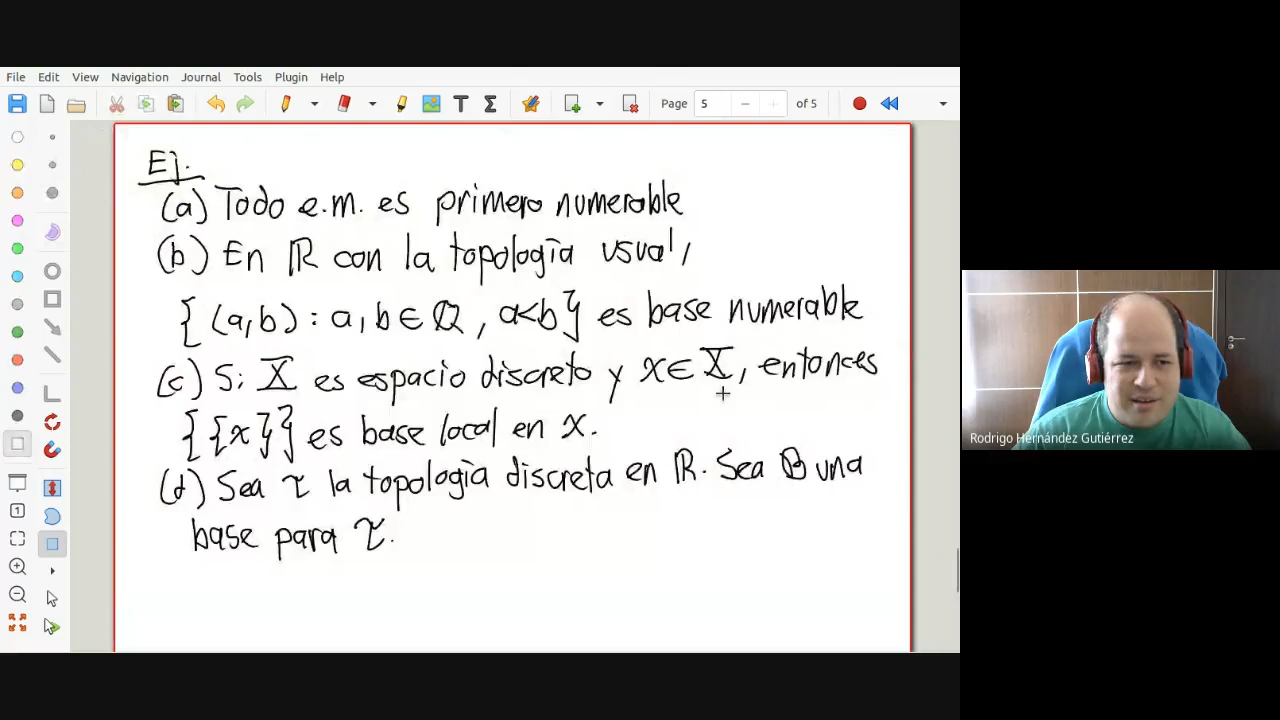 File Edit View Navigation Journal Tools Plugin Help
Page 5 of 5
Ej.
(a) Todo e.m. es primero numerable
(b) En ℝ con la topología usual,
{(a,b): a,b∈ℚ, a<b} es base numerable
(c) Si X es espacio discreto y x∈X, entonces
{{x}} es base local en x.
(d) Sea τ la topología discreta en ℝ. Sea B una
base para τ.
Rodrigo Hernández Gutiérrez